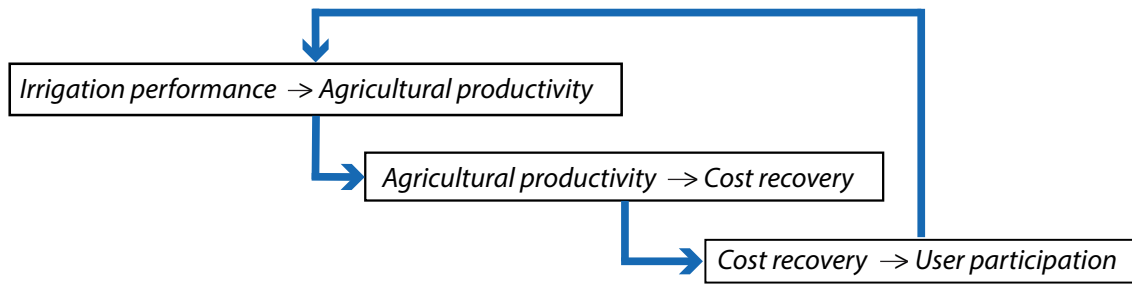 Irrigation performance → Agricultural productivity
Agricultural productivity → Cost recovery
Cost recovery → User participation